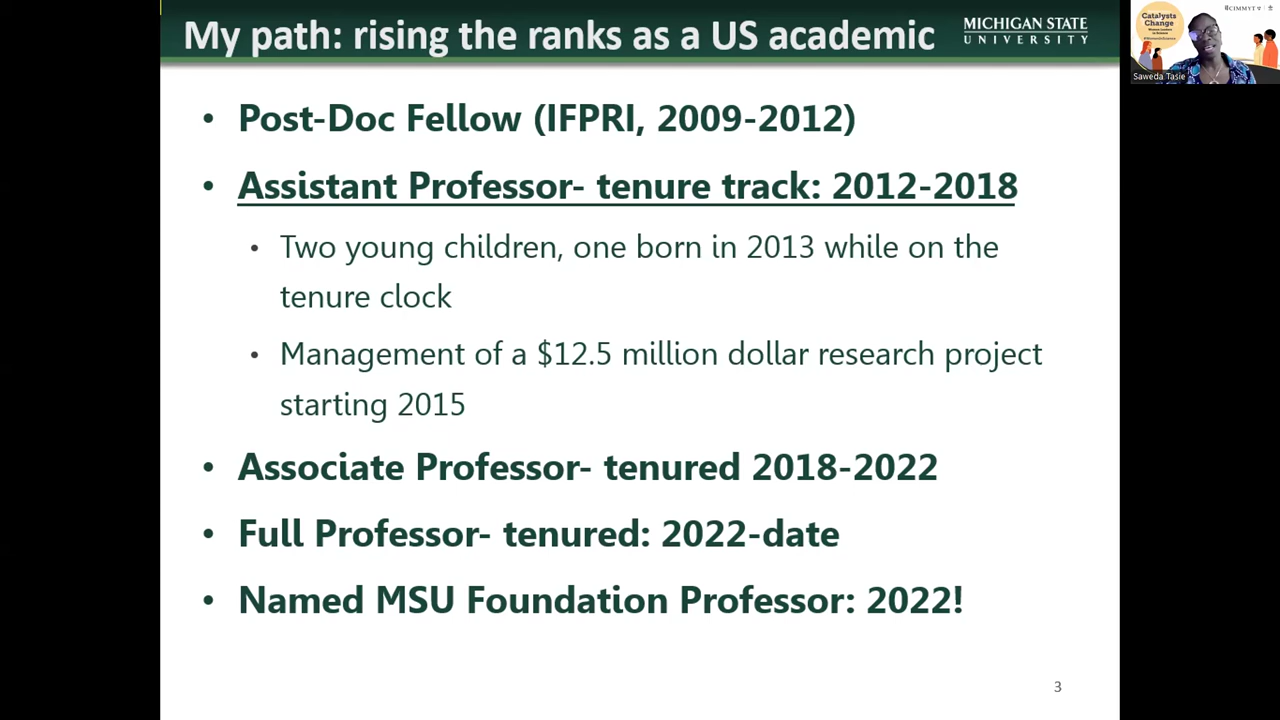 My path: rising the ranks as a US academic
MICHIGAN STATE
UNIVERSITY
• Post-Doc Fellow (IFPRI, 2009-2012)
• Assistant Professor- tenure track: 2012-2018
• Two young children, one born in 2013 while on the
tenure clock
• Management of a $12.5 million dollar research project
starting 2015
• Associate Professor- tenured 2018-2022
• Full Professor- tenured: 2022-date
• Named MSU Foundation Professor: 2022!
3
CIMMYT
Catalysts
Change
Saweda Tasie